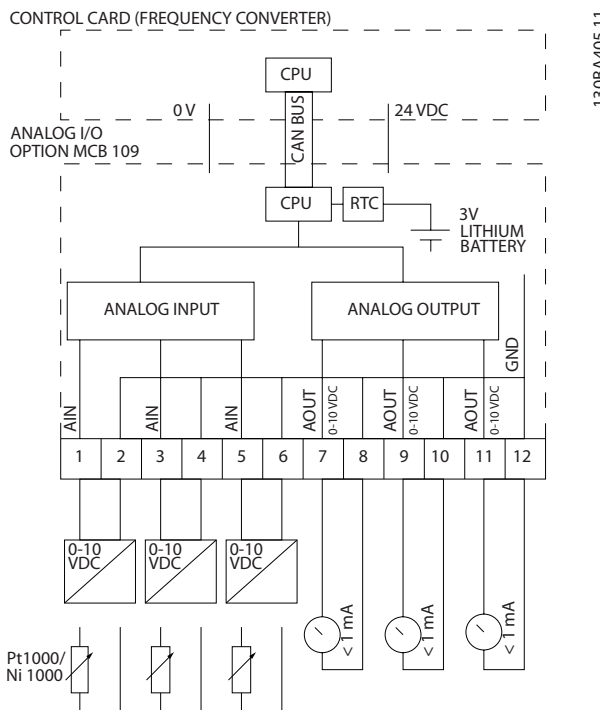 CONTROL CARD (FREQUENCY CONVERTER)
CPU
0 V
24 VDC
CAN BUS
ANALOG I/O
OPTION MCB 109
CPU
RTC
3V
LITHIUM
BATTERY
ANALOG INPUT
ANALOG OUTPUT
AIN
AIN
AIN
AOUT
0-10 VDC
AOUT
0-10 VDC
AOUT
0-10 VDC
GND
1 2 3 4 5 6 7 8 9 10 11 12
0-10
VDC
0-10
VDC
0-10
VDC
< 1 mA
< 1 mA
< 1 mA
Pt1000/
Ni 1000
130BA405.11